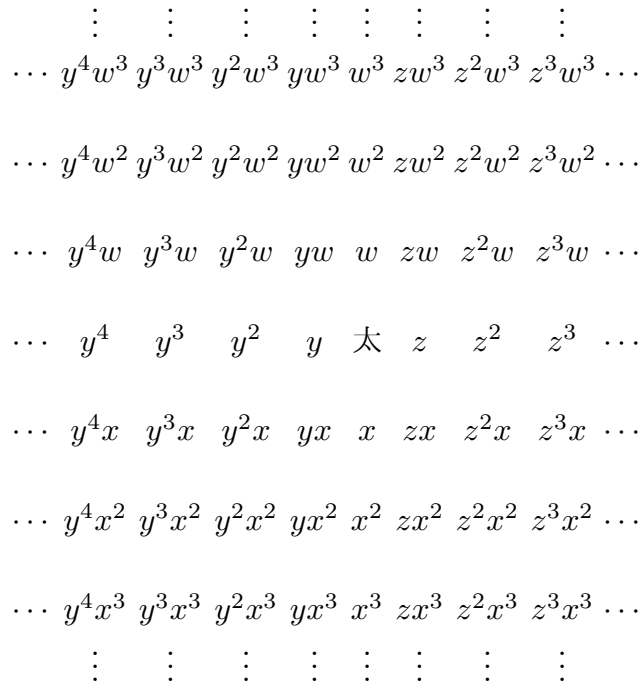 ⋮ ⋮ ⋮ ⋮ ⋮ ⋮ ⋮ ⋮
⋯ y⁴w³ y³w³ y²w³ yw³ w³ zw³ z²w³ z³w³ ⋯
⋯ y⁴w² y³w² y²w² yw² w² zw² z²w² z³w² ⋯
⋯ y⁴w y³w y²w yw w zw z²w z³w ⋯
⋯ y⁴ y³ y² y 太 z z² z³ ⋯
⋯ y⁴x y³x y²x yx x zx z²x z³x ⋯
⋯ y⁴x² y³x² y²x² yx² x² zx² z²x² z³x² ⋯
⋯ y⁴x³ y³x³ y²x³ yx³ x³ zx³ z²x³ z³x³ ⋯
⋮ ⋮ ⋮ ⋮ ⋮ ⋮ ⋮ ⋮